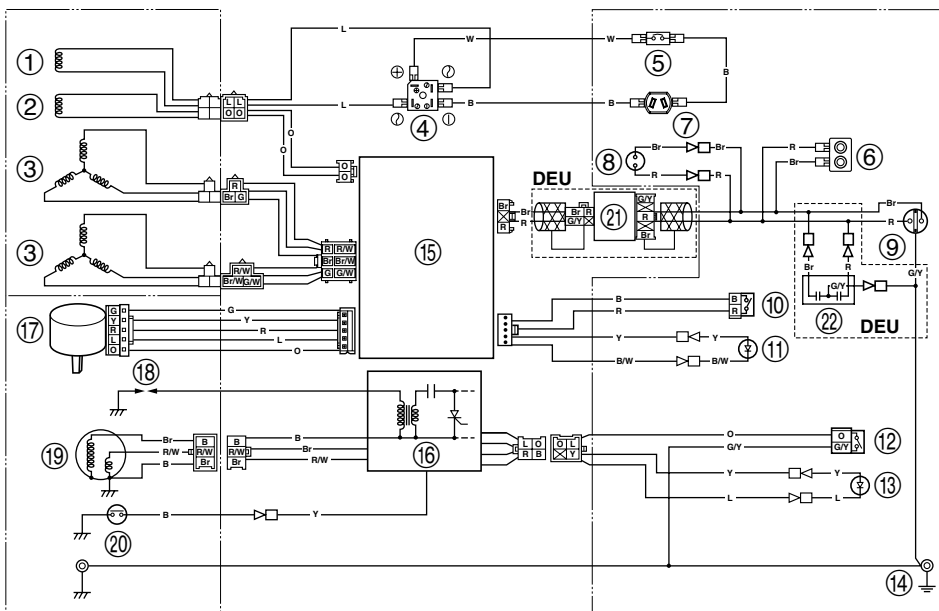 L
W W
① ⑤
B
② L L B B
L L
O O
④ ⑦
O
O
⑧ Br Br R ⑥
R R Br
③ O
O
DEU
R
Br G
Br Br R G/Y Br
R G/Y ㉑ R R ⑨
Br
R R/W
Br Br/W
G G/W
⑮
③ R/W
Br/W G/W
Br R G/Y
G/Y
㉒ DEU
B B ⑩
R R
⑰ G G
Y Y
R R
L L
O O
Y Y ⑪
B/W B/W
⑱
⑲ Br B B L O O L O O ⑫
R/W R/W R/W Br R B Y G/Y G/Y
B Br Br R/W ⑯
Y Y ⑬
L L
⑳ B Y
⑭